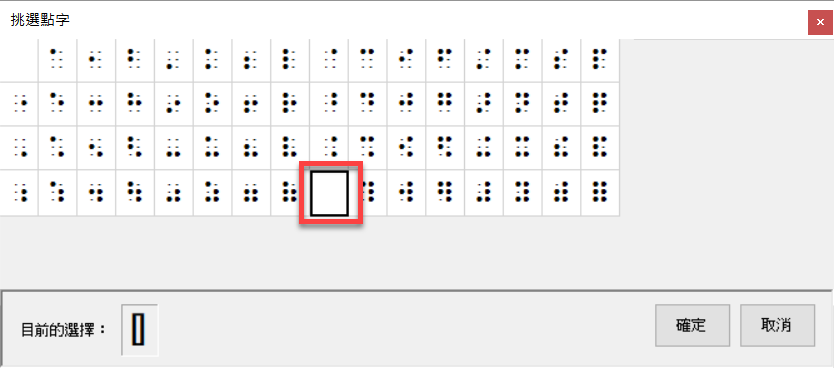 挑選點字
⠁ ⠂ ⠃ ⠄ ⠅ ⠆ ⠇ ⠈ ⠉ ⠊ ⠋ ⠌ ⠍ ⠎ ⠏
⠐ ⠑ ⠒ ⠓ ⠔ ⠕ ⠖ ⠗ ⠘ ⠙ ⠚ ⠛ ⠜ ⠝ ⠞ ⠟
⠠ ⠡ ⠢ ⠣ ⠤ ⠥ ⠦ ⠧ ⠨ ⠩ ⠪ ⠫ ⠬ ⠭ ⠮ ⠯
⠰ ⠱ ⠲ ⠳ ⠴ ⠵ ⠶ ⠷ ⠹ ⠺ ⠻ ⠼ ⠽ ⠾ ⠿
目前的選擇：
確定 取消